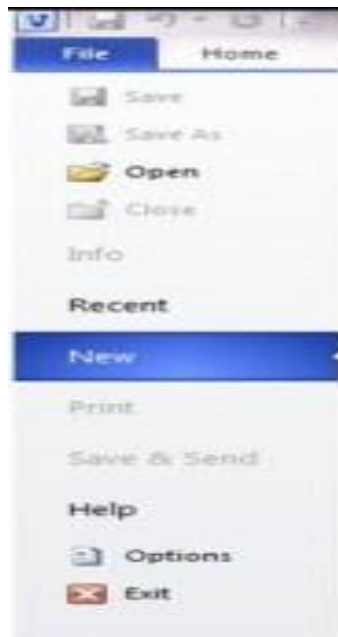 File Home
Save
Save As
Open
Close
Info
Recent
New
Print
Save & Send
Help
Options
Exit